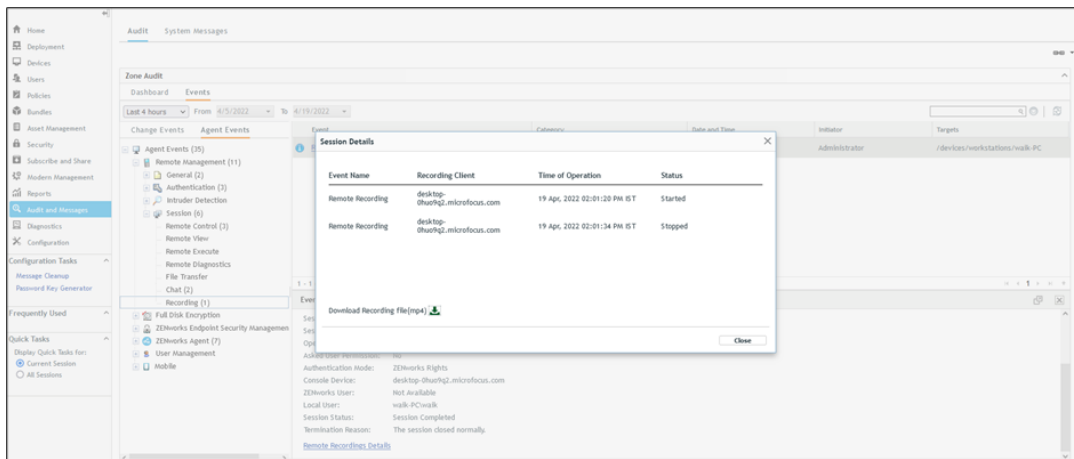 Home
Deployment
Devices
Users
Policies
Bundles
Asset Management
Security
Subscribe and Share
Modern Management
Reports
Audit and Messages
Diagnostics
Configuration
Configuration Tasks
Message Cleanup
Password Key Generator
Frequently Used
Quick Tasks
Display Quick Tasks for:
Current Session
All Sessions
Audit System Messages
Zone Audit
Dashboard Events
Last 4 hours From 4/5/2022 To 4/19/2022
Change Events Agent Events
Agent Events (35)
Remote Management (11)
General (2)
Authentication (3)
Intruder Detection
Session (6)
Remote Control (3)
Remote View
Remote Execute
Remote Diagnostics
File Transfer
Chat (2)
Recording (1)
Full Disk Encryption
ZENworks Endpoint Security Managemen
ZENworks Agent (7)
User Management
Mobile
Event Category Date and Time Initiator Targets
Administrator /devices/workstations/walk-PC
Session Details
Event Name Recording Client Time of Operation Status
Remote Recording desktop-0huo9q2.microfocus.com 19 Apr, 2022 02:01:20 PM IST Started
Remote Recording desktop-0huo9q2.microfocus.com 19 Apr, 2022 02:01:34 PM IST Stopped
Download Recording file(mp4)
Close
1 - 1
1
Even
Ses
Ses
Ope
Asked User Permission: No
Authentication Mode: ZENworks Rights
Console Device: desktop-0huo9q2.microfocus.com
ZENworks User: Not Available
Local User: walk-PC\walk
Session Status: Session Completed
Termination Reason: The session closed normally.
Remote Recordings Details